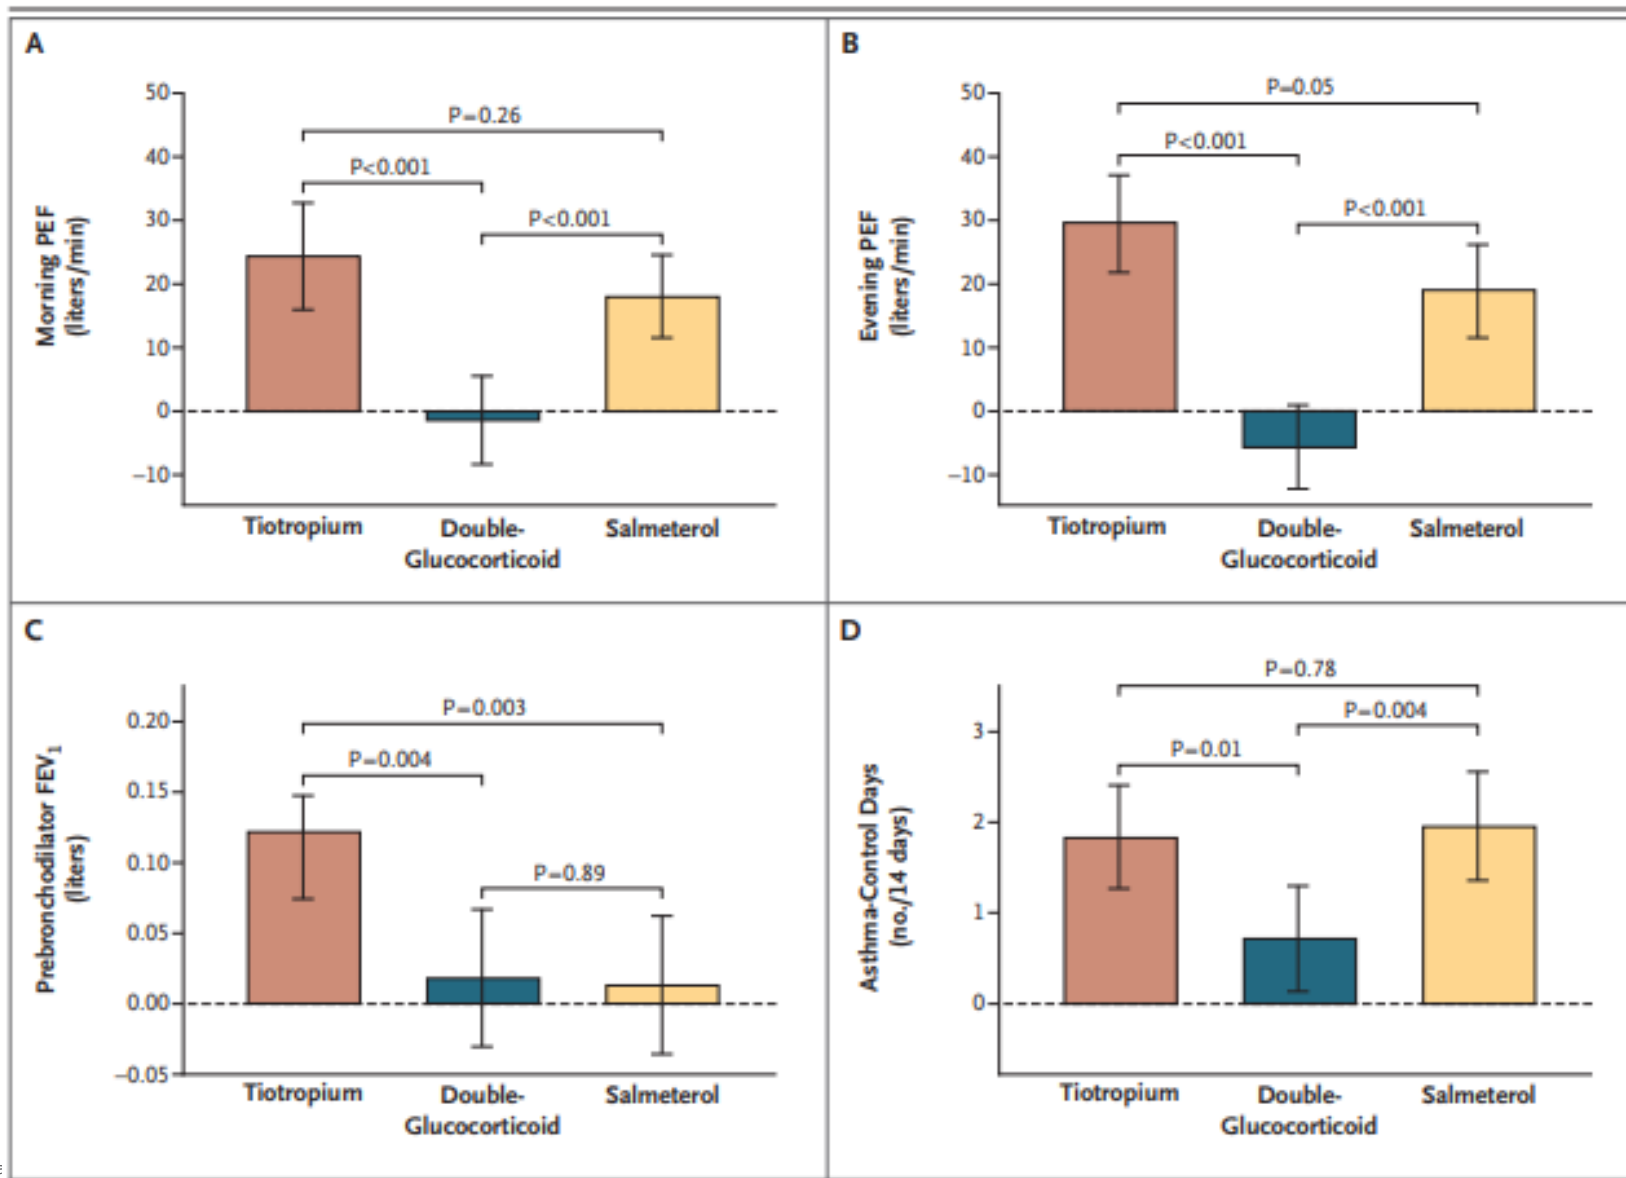 A
50
40
30
20
10
0
−10
Morning PEF
(liters/min)
P=0.26
P<0.001
P<0.001
Tiotropium
Double-
Glucocorticoid
Salmeterol
B
50
40
30
20
10
0
−10
Evening PEF
(liters/min)
P=0.05
P<0.001
P<0.001
Tiotropium
Double-
Glucocorticoid
Salmeterol
C
0.20
0.15
0.10
0.05
0.00
−0.05
Prebronchodilator FEV1
(liters)
P=0.003
P=0.004
P=0.89
Tiotropium
Double-
Glucocorticoid
Salmeterol
D
3
2
1
0
Asthma-Control Days
(no./14 days)
P=0.78
P=0.004
P=0.01
Tiotropium
Double-
Glucocorticoid
Salmeterol